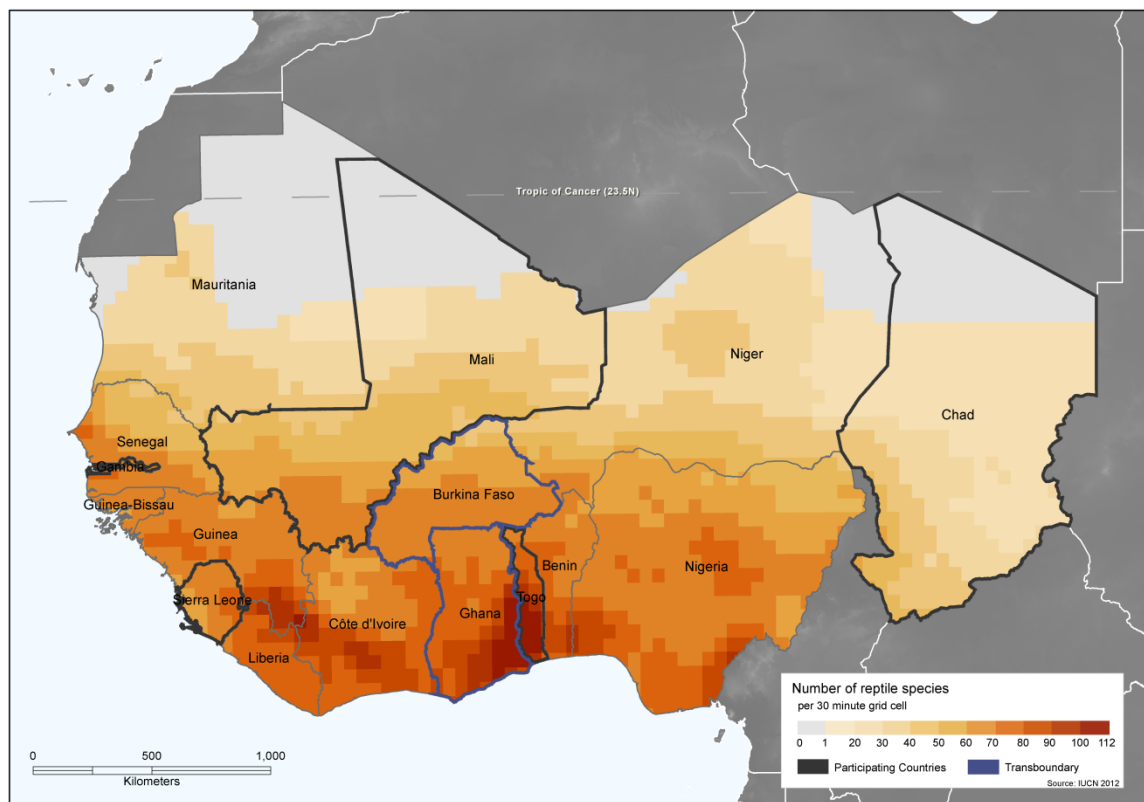 Tropic of Cancer (23.5N)
Mauritania
Mali
Niger
Chad
Senegal
Gambia
Guinea-Bissau
Burkina Faso
Guinea
Benin
Nigeria
Sierra Leone
Togo
Ghana
Côte d'Ivoire
Liberia
Number of reptile species
per 30 minute grid cell
0 1 20 30 40 50 60 70 80 90 100 112
Participating Countries Transboundary
Source: IUCN 2012
0 500 1,000
Kilometers